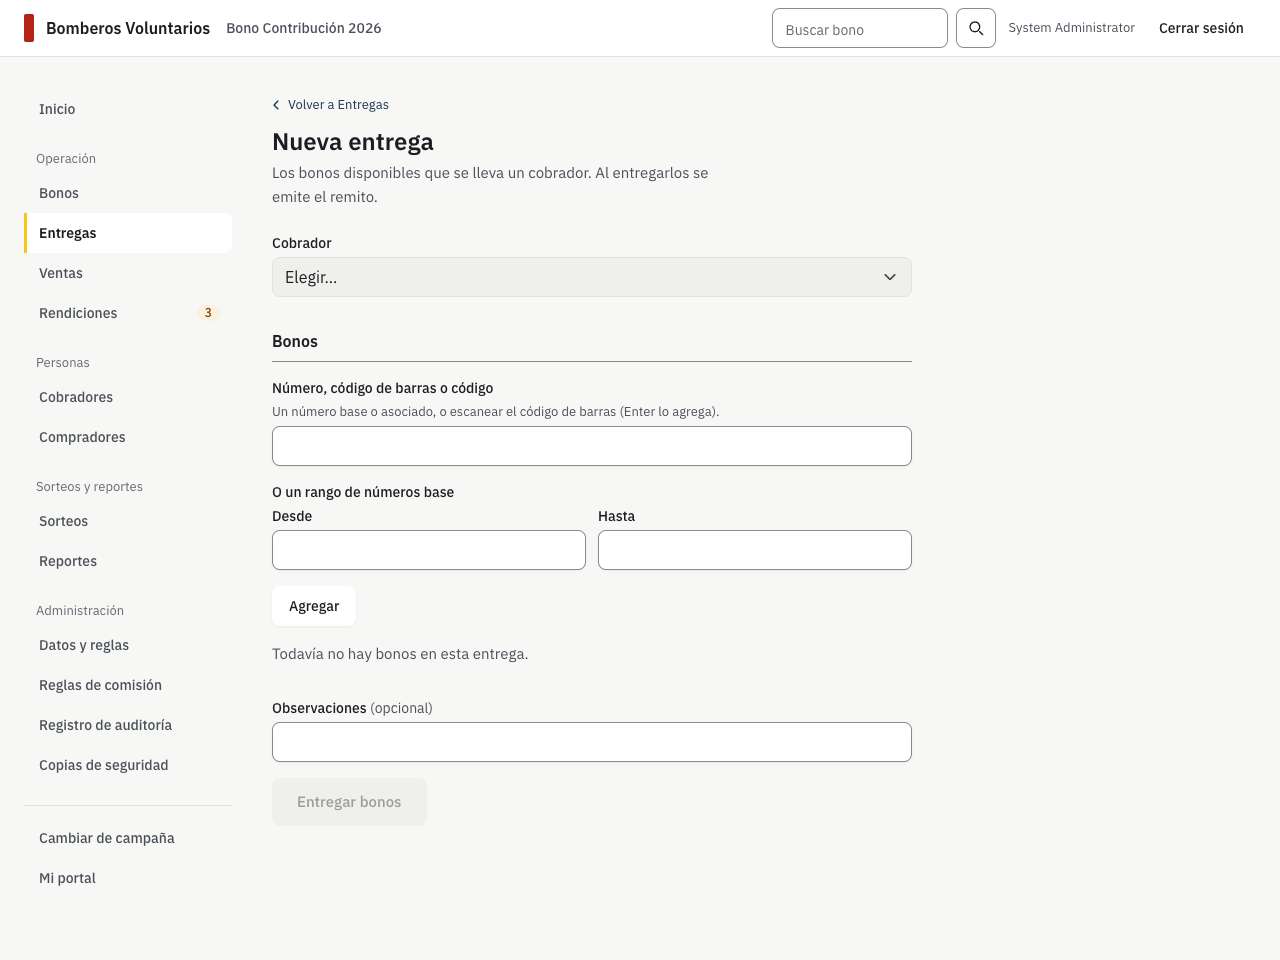 Bomberos Voluntarios
Bono Contribución 2026
Buscar bono
System Administrator
Cerrar sesión
Inicio
Operación
Bonos
Entregas
Ventas
Rendiciones
3
Personas
Cobradores
Compradores
Sorteos y reportes
Sorteos
Reportes
Administración
Datos y reglas
Reglas de comisión
Registro de auditoría
Copias de seguridad
Cambiar de campaña
Mi portal
Volver a Entregas
Nueva entrega
Los bonos disponibles que se lleva un cobrador. Al entregarlos se
emite el remito.
Cobrador
Elegir...
Bonos
Número, código de barras o código
Un número base o asociado, o escanear el código de barras (Enter lo agrega).
O un rango de números base
Desde
Hasta
Agregar
Todavía no hay bonos en esta entrega.
Observaciones (opcional)
Entregar bonos